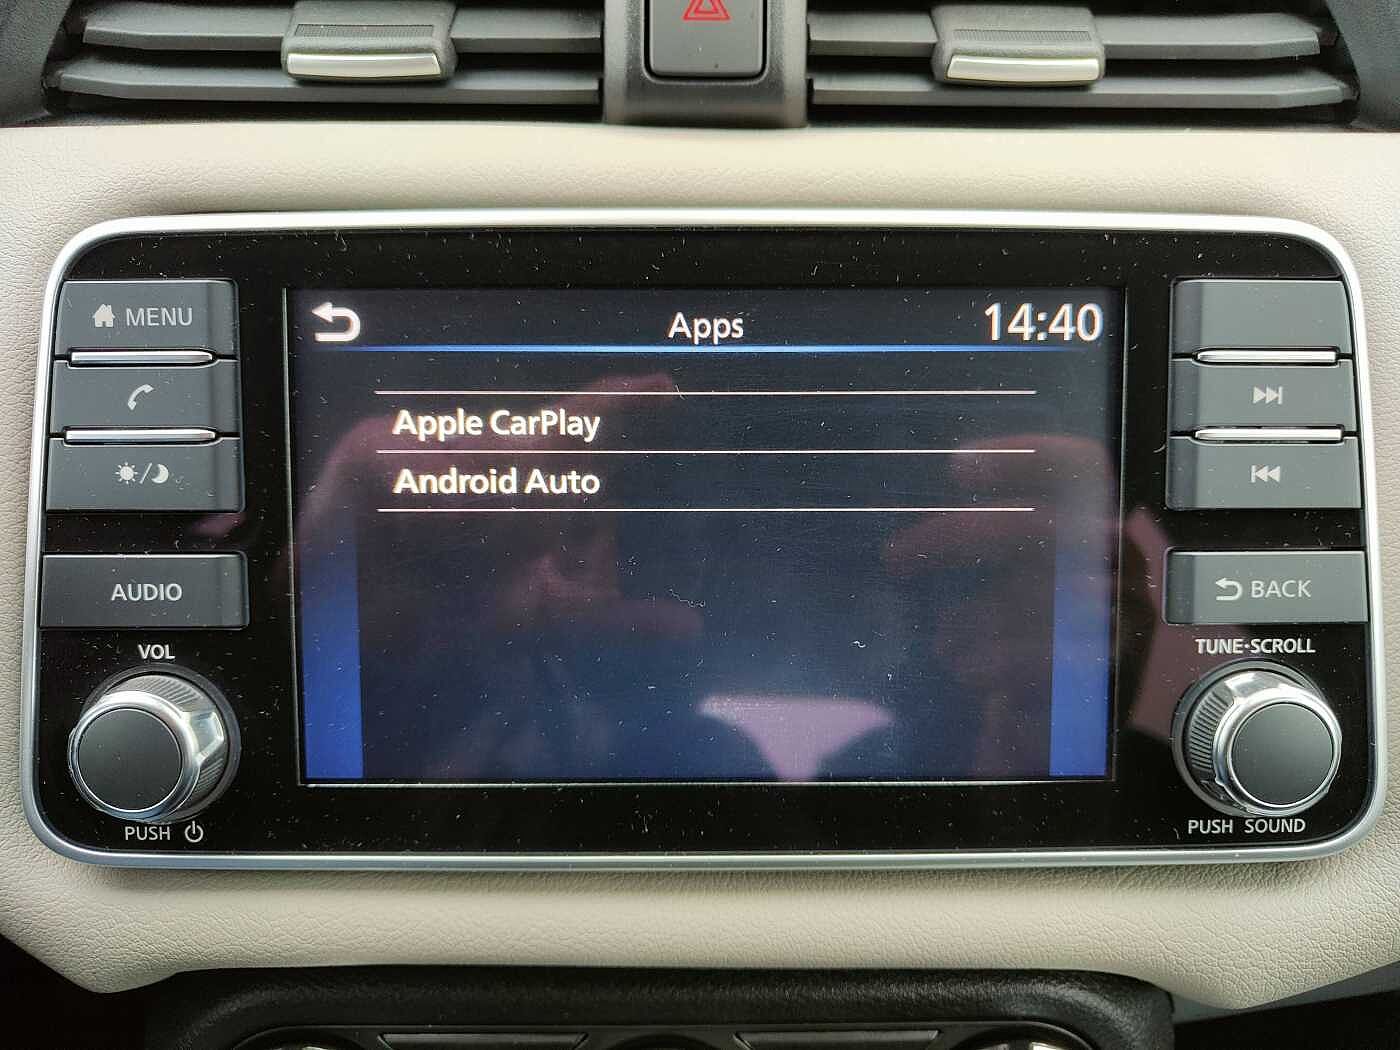 MENU
AUDIO
VOL
PUSH
Apps
14:40
Apple CarPlay
Android Auto
BACK
TUNE·SCROLL
PUSH SOUND